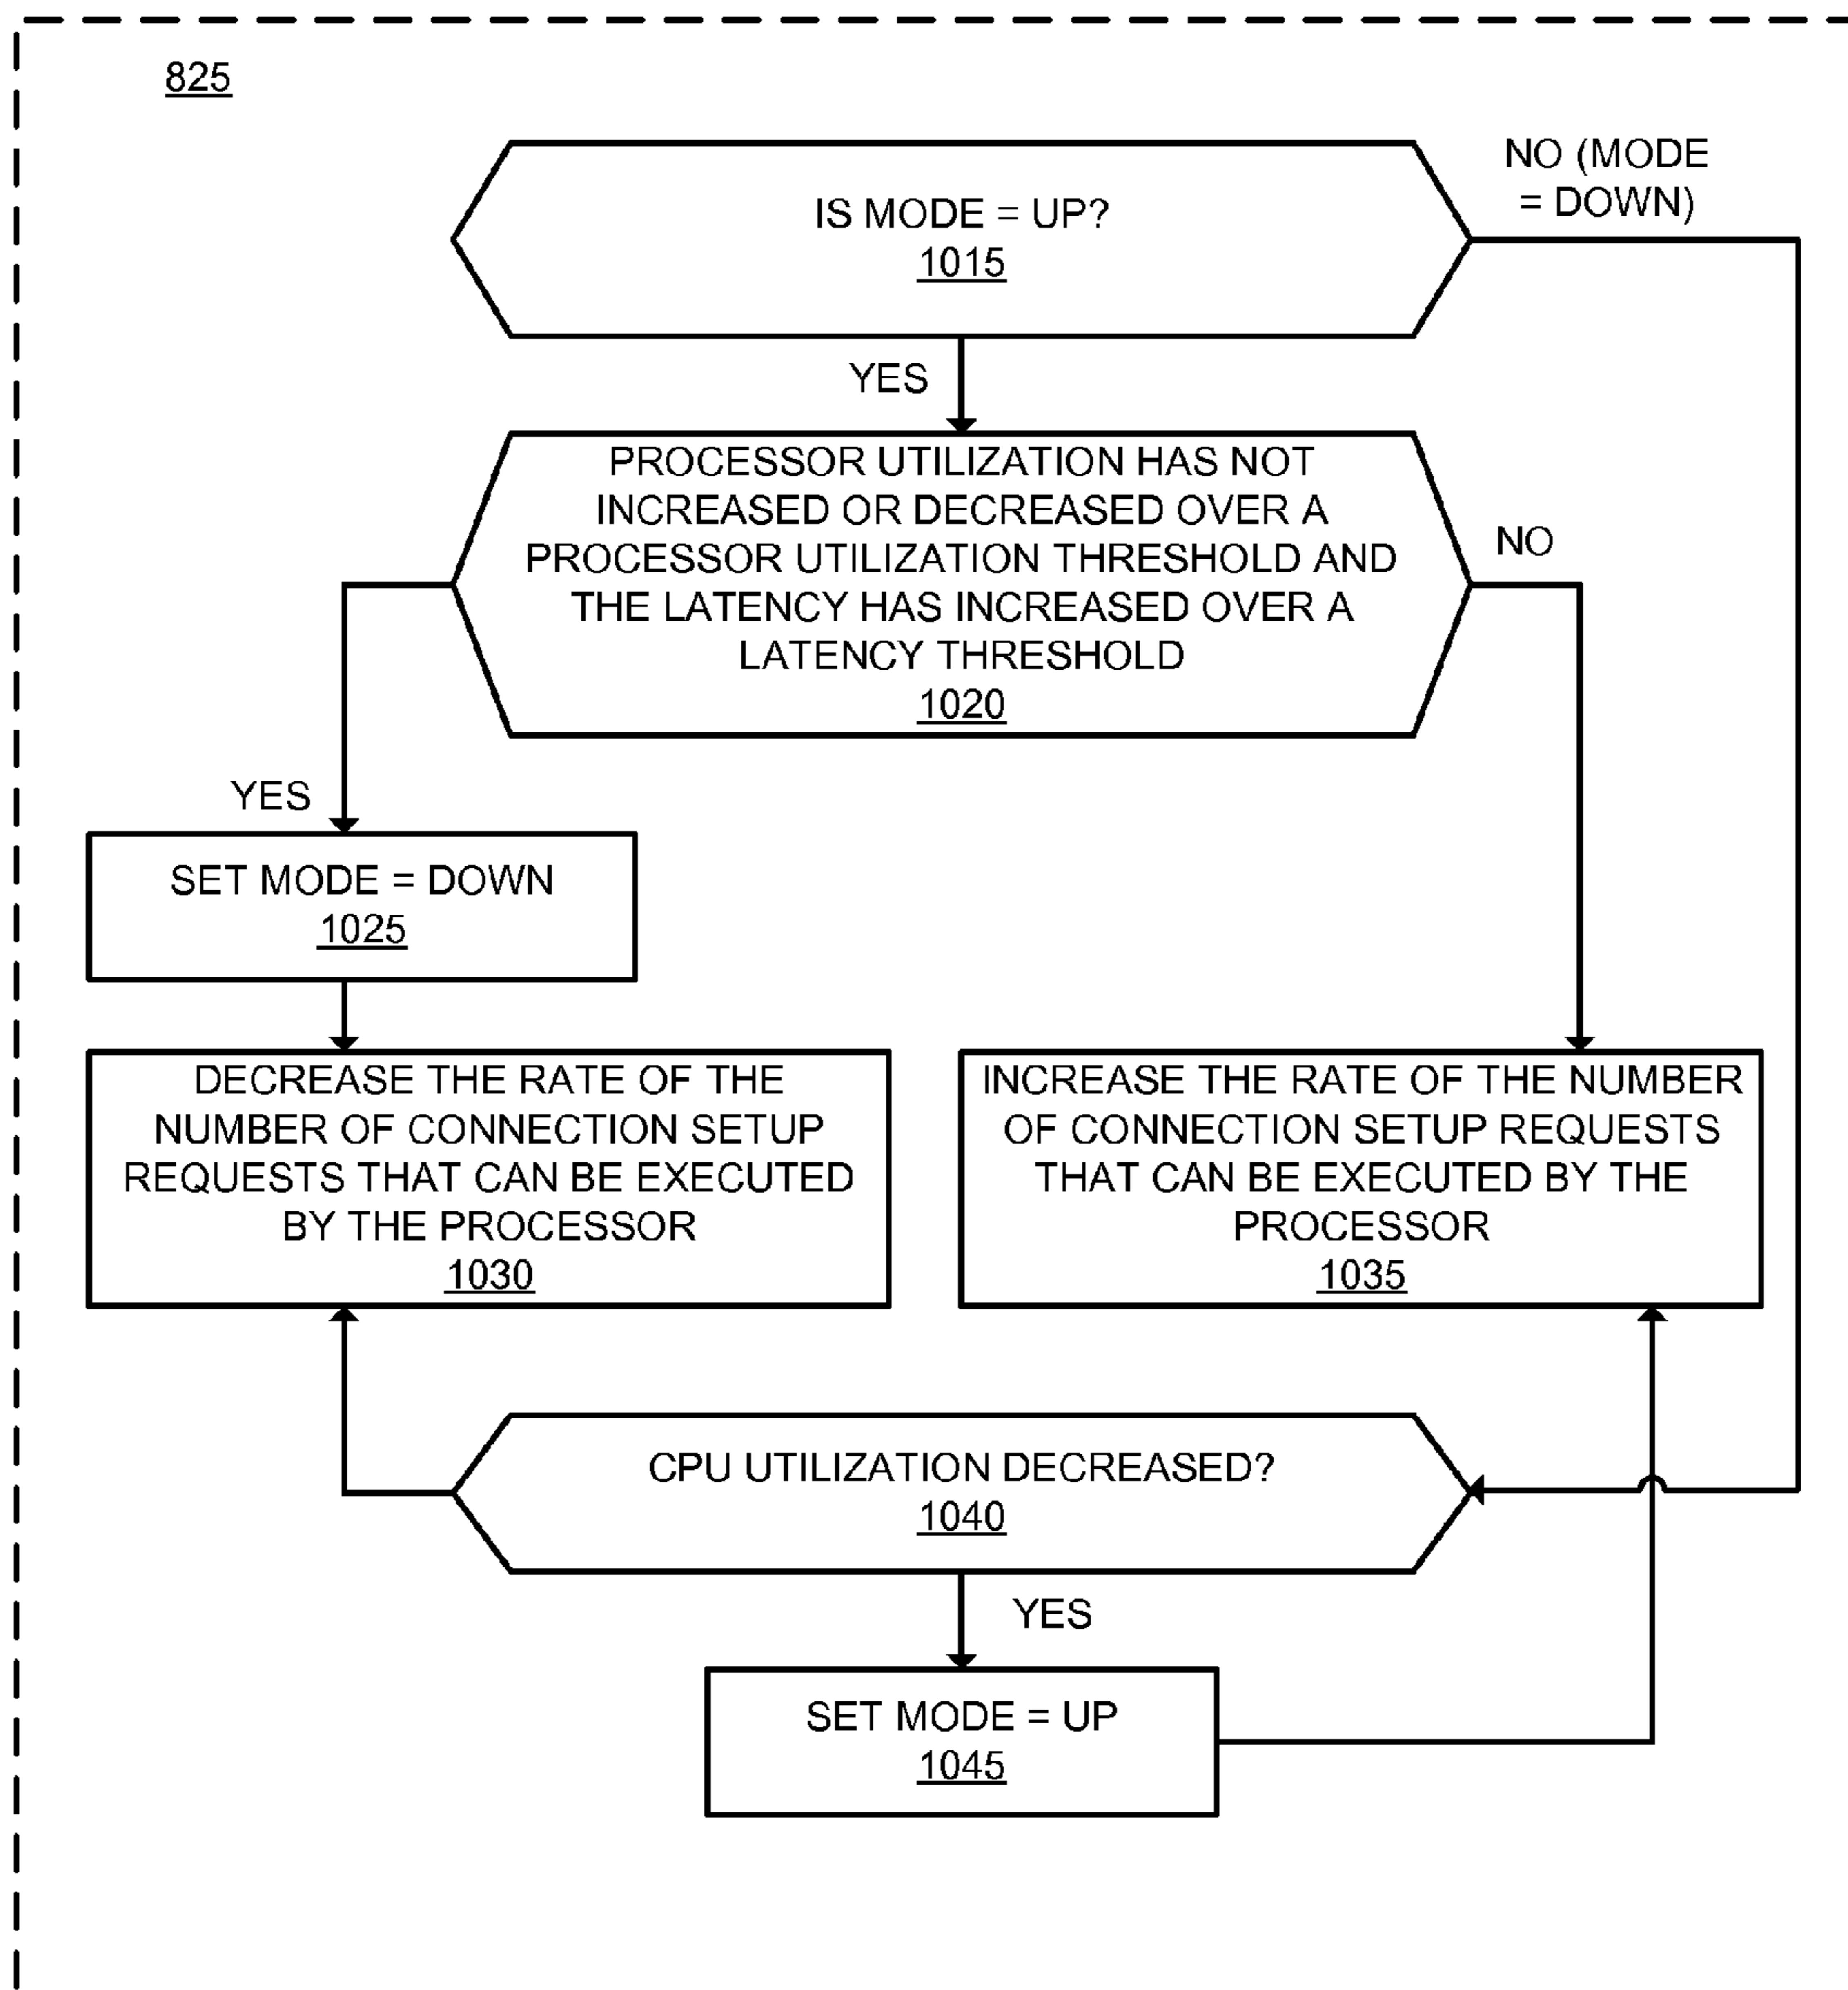 825
IS MODE = UP?
1015
NO (MODE
= DOWN)
YES
PROCESSOR UTILIZATION HAS NOT
INCREASED OR DECREASED OVER A
PROCESSOR UTILIZATION THRESHOLD AND
THE LATENCY HAS INCREASED OVER A
LATENCY THRESHOLD
1020
NO
YES
SET MODE = DOWN
1025
DECREASE THE RATE OF THE
NUMBER OF CONNECTION SETUP
REQUESTS THAT CAN BE EXECUTED
BY THE PROCESSOR
1030
INCREASE THE RATE OF THE NUMBER
OF CONNECTION SETUP REQUESTS
THAT CAN BE EXECUTED BY THE
PROCESSOR
1035
CPU UTILIZATION DECREASED?
1040
YES
SET MODE = UP
1045